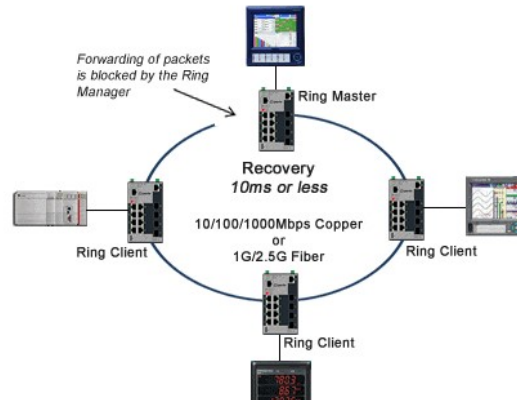 Forwarding of packets
is blocked by the Ring
Manager
Ring Master
Recovery
10ms or less
10/100/1000Mbps Copper
or
1G/2.5G Fiber
Ring Client
Ring Client
Ring Client